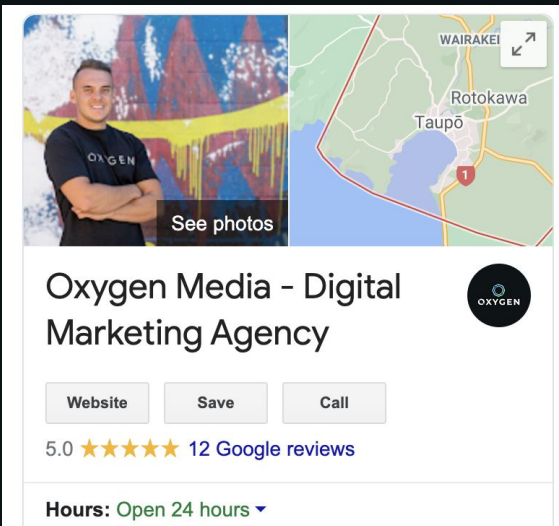 WAIRAKEI
Rotokawa
Taupō
1
OXYGEN
See photos
Oxygen Media - Digital
Marketing Agency
OXYGEN
Website Save Call
5.0 12 Google reviews
Hours: Open 24 hours